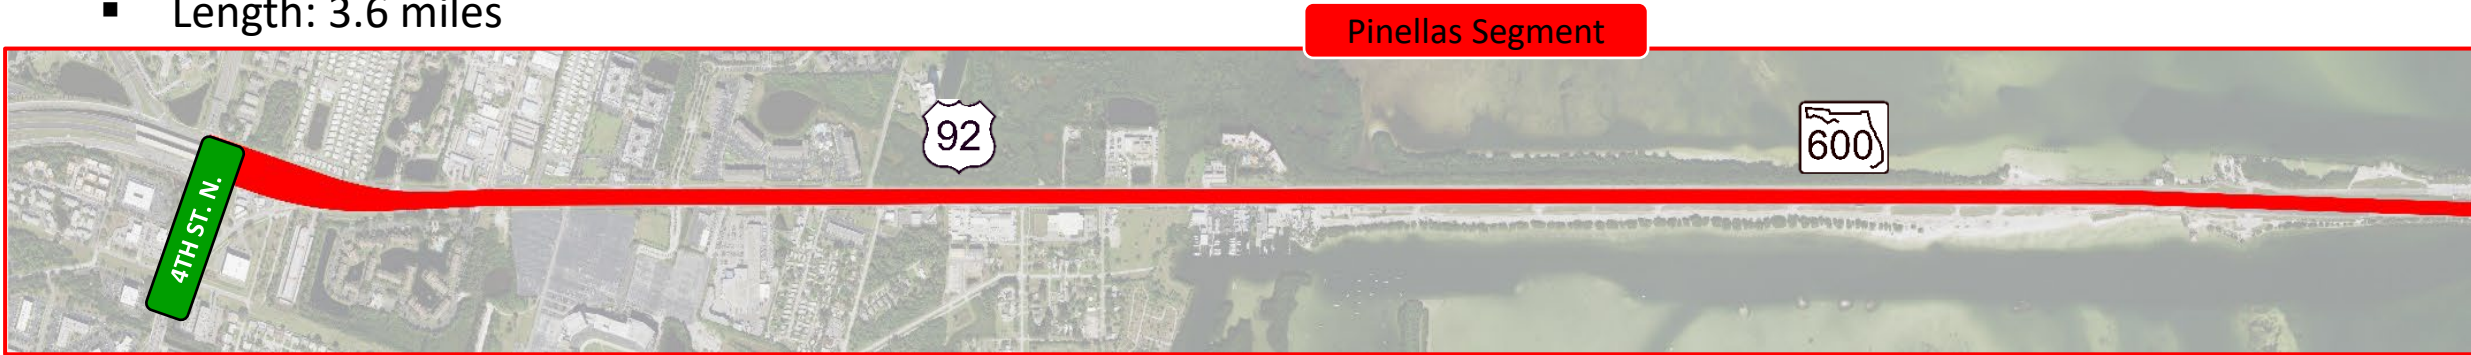 ▪ Length: 3.6 miles
Pinellas Segment
92
600
4TH ST. N.